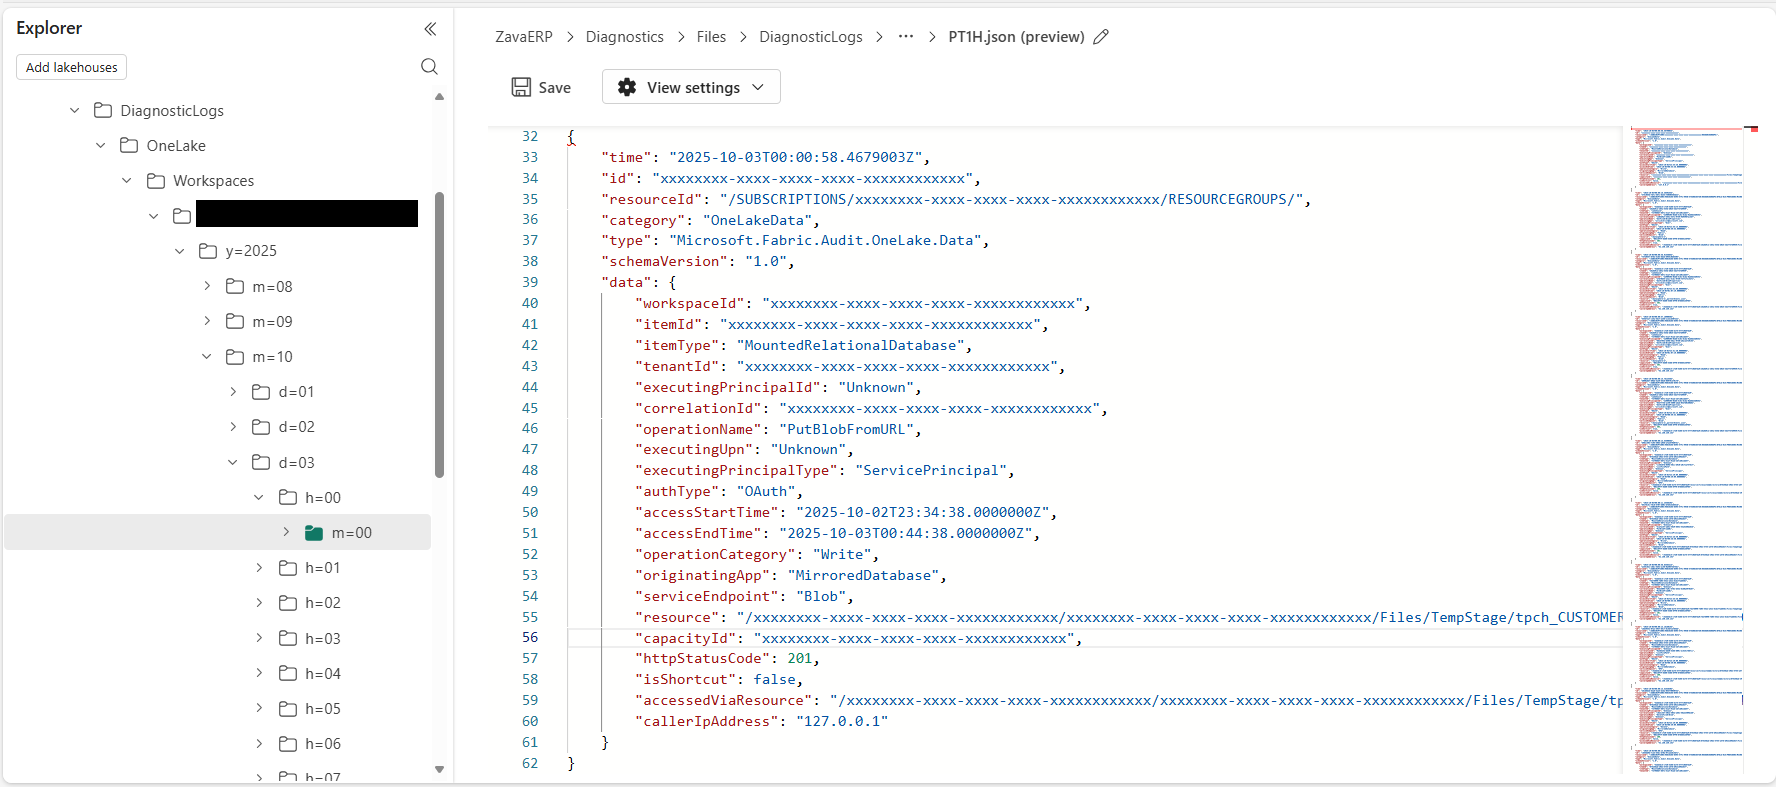 Explorer
Add lakehouses
DiagnosticLogs
OneLake
Workspaces
y=2025
m=08
m=09
m=10
d=01
d=02
d=03
h=00
m=00
h=01
h=02
h=03
h=04
h=05
h=06
h=07
ZavaERP > Diagnostics > Files > DiagnosticLogs > ··· > PT1H.json (preview)
Save
View settings
32 {
33 "time": "2025-10-03T00:00:58.4679003Z",
34 "id": "xxxxxxxx-xxxx-xxxx-xxxx-xxxxxxxxxxxx",
35 "resourceId": "/SUBSCRIPTIONS/xxxxxxxx-xxxx-xxxx-xxxx-xxxxxxxxxxxx/RESOURCEGROUPS/",
36 "category": "OneLakeData",
37 "type": "Microsoft.Fabric.Audit.OneLake.Data",
38 "schemaVersion": "1.0",
39 "data": {
40 "workspaceId": "xxxxxxxx-xxxx-xxxx-xxxx-xxxxxxxxxxxx",
41 "itemId": "xxxxxxxx-xxxx-xxxx-xxxx-xxxxxxxxxxxx",
42 "itemType": "MountedRelationalDatabase",
43 "tenantId": "xxxxxxxx-xxxx-xxxx-xxxx-xxxxxxxxxxxx",
44 "executingPrincipalId": "Unknown",
45 "correlationId": "xxxxxxxx-xxxx-xxxx-xxxx-xxxxxxxxxxxx",
46 "operationName": "PutBlobFromURL",
47 "executingUpn": "Unknown",
48 "executingPrincipalType": "ServicePrincipal",
49 "authType": "OAuth",
50 "accessStartTime": "2025-10-02T23:34:38.0000000Z",
51 "accessEndTime": "2025-10-03T00:44:38.0000000Z",
52 "operationCategory": "Write",
53 "originatingApp": "MirroredDatabase",
54 "serviceEndpoint": "Blob",
55 "resource": "/xxxxxxxx-xxxx-xxxx-xxxx-xxxxxxxxxxxx/xxxxxxxx-xxxx-xxxx-xxxx-xxxxxxxxxxxx/Files/TempStage/tpch_CUSTOMER
56 "capacityId": "xxxxxxxx-xxxx-xxxx-xxxx-xxxxxxxxxxxx",
57 "httpStatusCode": 201,
58 "isShortcut": false,
59 "accessedViaResource": "/xxxxxxxx-xxxx-xxxx-xxxx-xxxxxxxxxxxx/xxxxxxxx-xxxx-xxxx-xxxx-xxxxxxxxxxxx/Files/TempStage/tp
60 "callerIpAddress": "127.0.0.1"
61 }
62 }